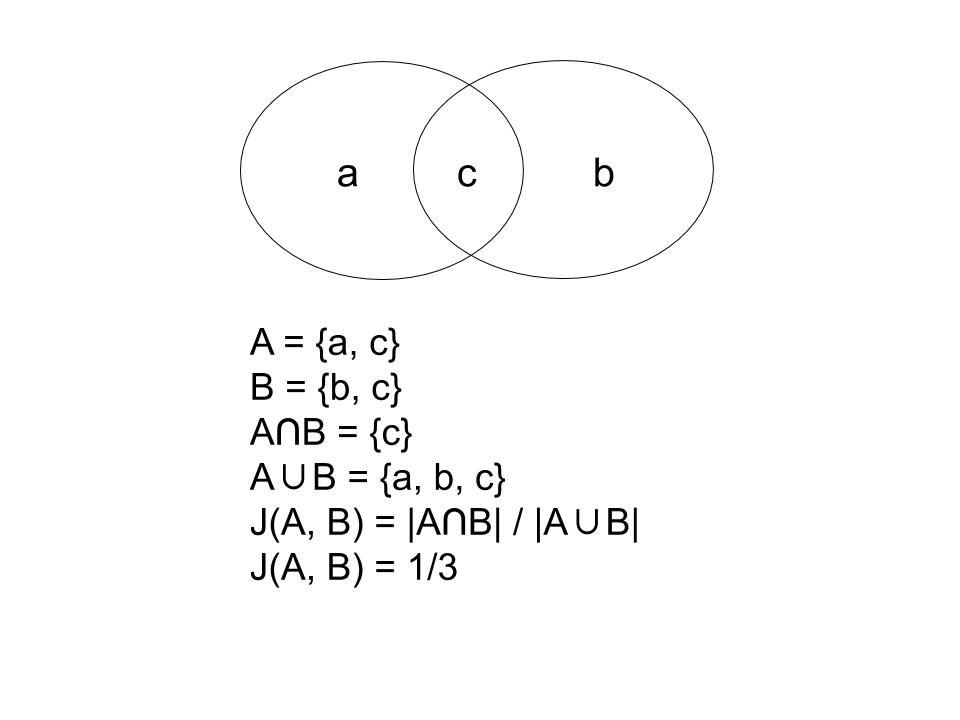 a c b
A = {a, c}
B = {b, c}
A∩B = {c}
A∪B = {a, b, c}
J(A, B) = |A∩B| / |A∪B|
J(A, B) = 1/3